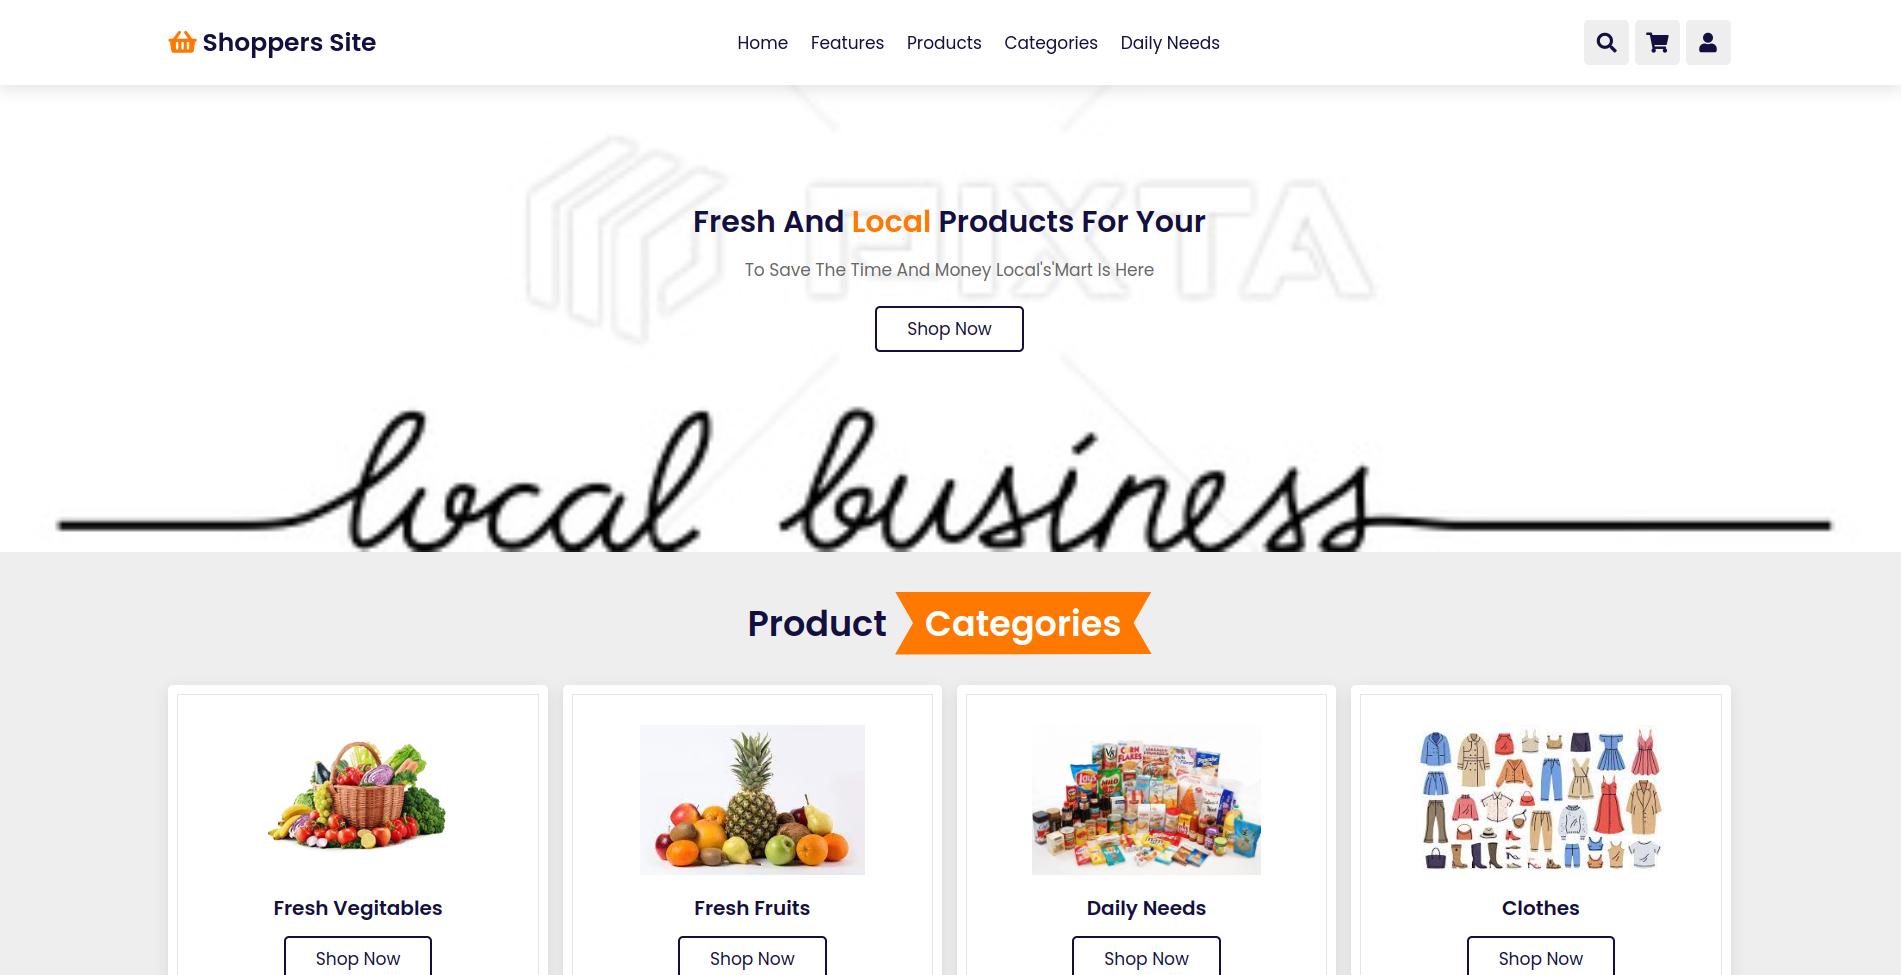 Shoppers Site
Home Features Products Categories Daily Needs
PIXTA
Fresh And Local Products For Your
To Save The Time And Money Local's'Mart Is Here
Shop Now
local business
Product Categories
Fresh Vegitables
Fresh Fruits
Daily Needs
Clothes
Shop Now
Shop Now
Shop Now
Shop Now